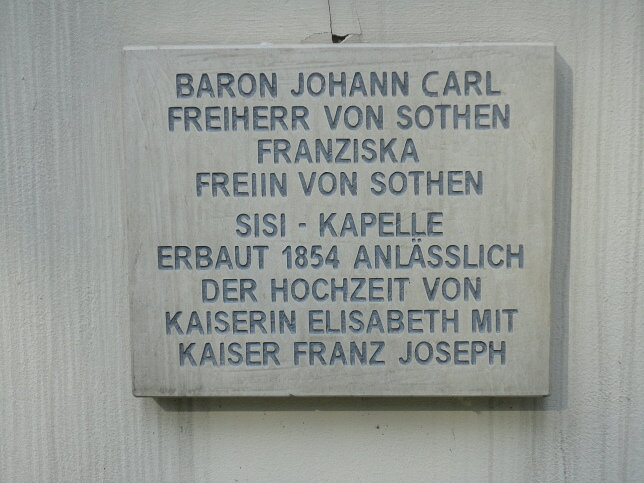 BARON JOHANN CARL
FREIHERR VON SOTHEN
FRANZISKA
FREIIN VON SOTHEN
SISI - KAPELLE
ERBAUT 1854 ANLÄSSLICH
DER HOCHZEIT VON
KAISERIN ELISABETH MIT
KAISER FRANZ JOSEPH